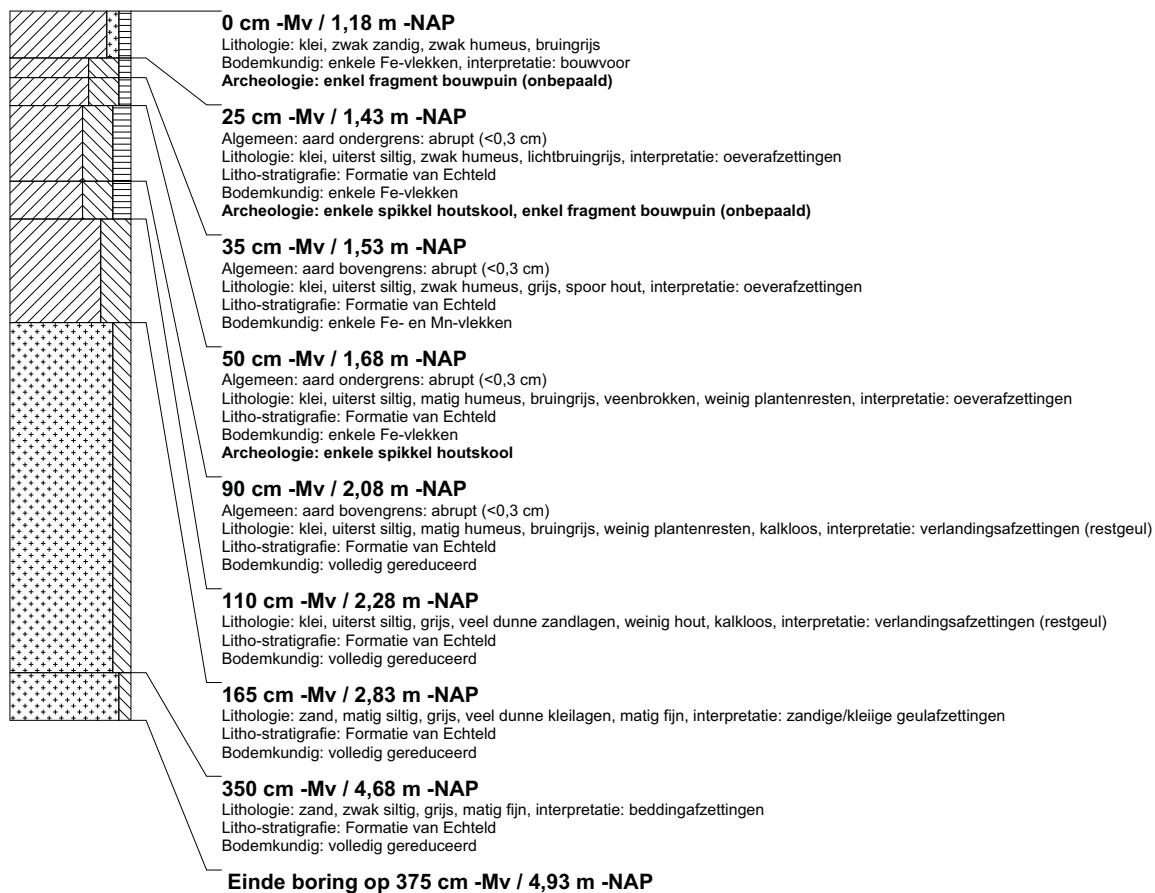 0 cm -Mv / 1,18 m -NAP
Lithologie: klei, zwak zandig, zwak humeus, bruingrijs
Bodemkundig: enkele Fe-vlekken, interpretatie: bouwvoor
Archeologie: enkel fragment bouwpuin (onbepaald)
25 cm -Mv / 1,43 m -NAP
Algemeen: aard ondergrens: abrupt (<0,3 cm)
Lithologie: klei, uiterst siltig, zwak humeus, lichtbruingrijs, interpretatie: oeverafzettingen
Litho-stratigrafie: Formatie van Echteld
Bodemkundig: enkele Fe-vlekken
Archeologie: enkele spikkel houtskool, enkel fragment bouwpuin (onbepaald)
35 cm -Mv / 1,53 m -NAP
Algemeen: aard bovengrens: abrupt (<0,3 cm)
Lithologie: klei, uiterst siltig, zwak humeus, grijs, spoor hout, interpretatie: oeverafzettingen
Litho-stratigrafie: Formatie van Echteld
Bodemkundig: enkele Fe- en Mn-vlekken
50 cm -Mv / 1,68 m -NAP
Algemeen: aard ondergrens: abrupt (<0,3 cm)
Lithologie: klei, uiterst siltig, matig humeus, bruingrijs, veenbrokken, weinig plantenresten, interpretatie: oeverafzettingen
Litho-stratigrafie: Formatie van Echteld
Bodemkundig: enkele Fe-vlekken
Archeologie: enkele spikkel houtskool
90 cm -Mv / 2,08 m -NAP
Algemeen: aard bovengrens: abrupt (<0,3 cm)
Lithologie: klei, uiterst siltig, matig humeus, bruingrijs, weinig plantenresten, kalkloos, interpretatie: verlandingsafzettingen (restgeul)
Litho-stratigrafie: Formatie van Echteld
Bodemkundig: volledig gereduceerd
110 cm -Mv / 2,28 m -NAP
Lithologie: klei, uiterst siltig, grijs, veel dunne zandlagen, weinig hout, kalkloos, interpretatie: verlandingsafzettingen (restgeul)
Litho-stratigrafie: Formatie van Echteld
Bodemkundig: volledig gereduceerd
165 cm -Mv / 2,83 m -NAP
Lithologie: zand, matig siltig, grijs, veel dunne kleilagen, matig fijn, interpretatie: zandige/kleiige geulafzettingen
Litho-stratigrafie: Formatie van Echteld
Bodemkundig: volledig gereduceerd
350 cm -Mv / 4,68 m -NAP
Lithologie: zand, zwak siltig, grijs, matig fijn, interpretatie: beddingafzettingen
Litho-stratigrafie: Formatie van Echteld
Bodemkundig: volledig gereduceerd
Einde boring op 375 cm -Mv / 4,93 m -NAP